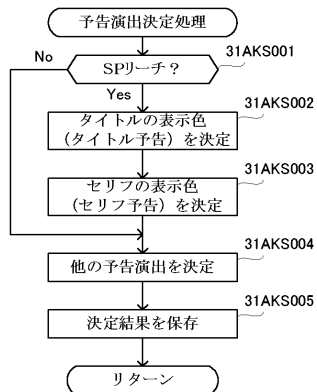 予告演出決定処理
No
SPリーチ?
31AKS001
Yes
31AKS002
タイトルの表示色
(タイトル予告)を決定
31AKS003
セリフの表示色
(セリフ予告)を決定
31AKS004
他の予告演出を決定
31AKS005
決定結果を保存
リターン